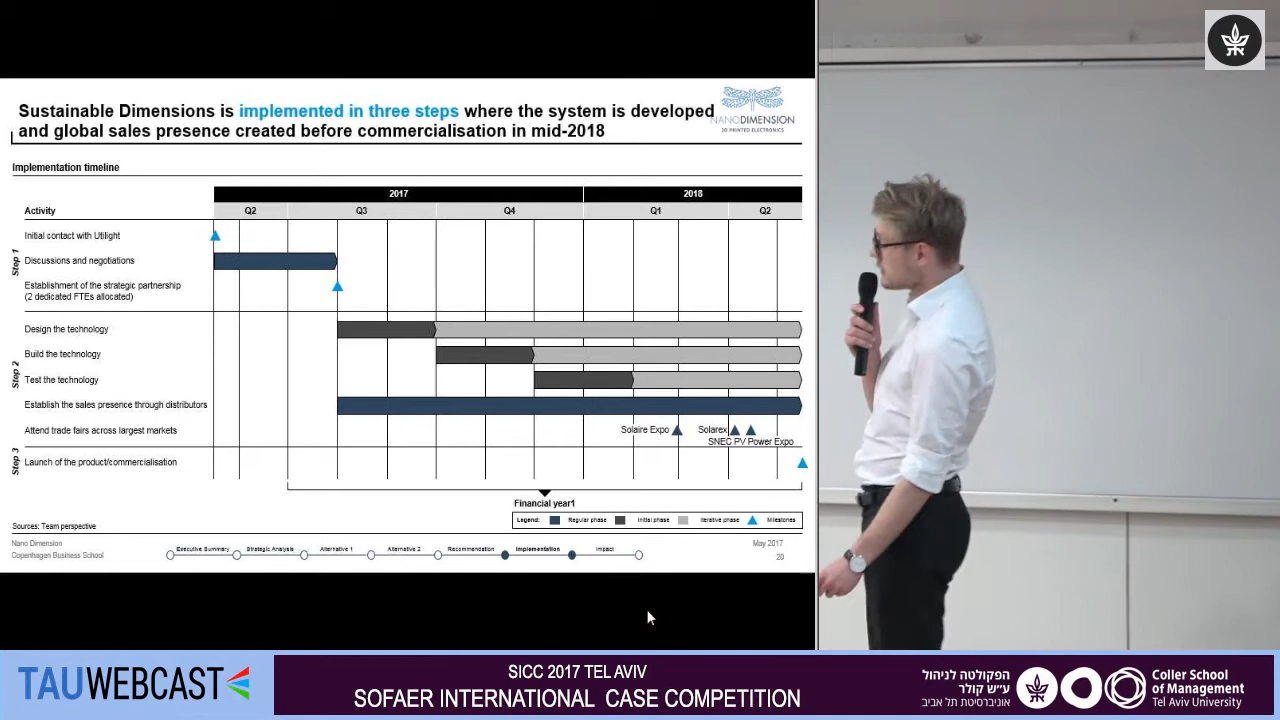 Sustainable Dimensions is implemented in three steps where the system is developed
and global sales presence created before commercialisation in mid-2018
NANODIMENSION
3D PRINTED ELECTRONICS
Implementation timeline
2017
2018
Activity
Q2
Q3
Q4
Q1
Q2
Step 1
Initial contact with Utilight
Discussions and negotiations
Establishment of the strategic partnership
(2 dedicated FTEs allocated)
Step 2
Design the technology
Build the technology
Test the technology
Establish the sales presence through distributors
Attend trade fairs across largest markets
Solaire Expo
Solarex
SNEC PV Power Expo
Step 3
Launch of the product/commercialisation
Financial year1
Legend:
Regular phase
Initial phase
Iterative phase
Milestones
Sources: Team perspective
Nano Dimension
Copenhagen Business School
Executive Summary
Strategic Analysis
Alternative 1
Alternative 2
Recommendation
Implementation
Impact
May 2017
20
TAUWEBCAST
SICC 2017 TEL AVIV
SOFAER INTERNATIONAL CASE COMPETITION
הפקולטה לניהול
ע״ש קולר
אוניברסיטת תל אביב
Coller School
of Management
Tel Aviv University